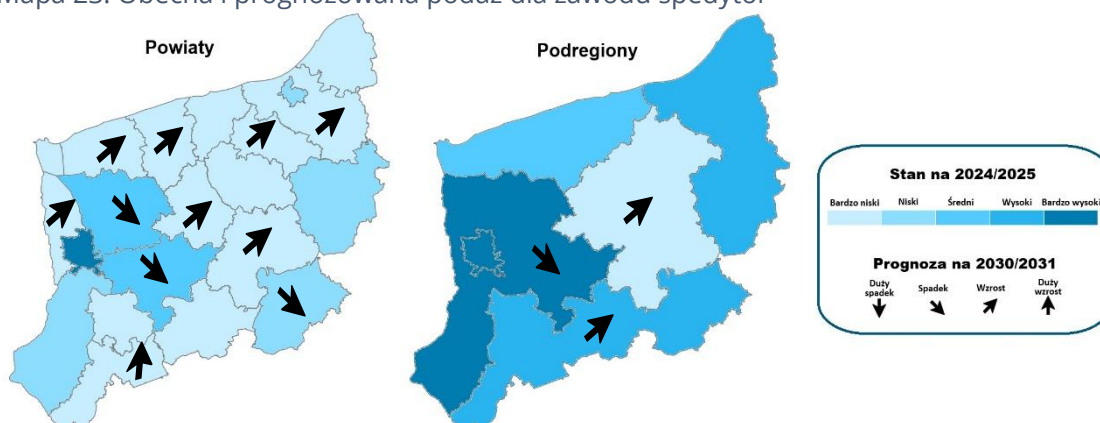 Mapa 23. Obecna i prognozowana podaż dla zawodu spedytor
Powiaty
Podregiony
Stan na 2024/2025
Bardzo niski Niski Średni Wysoki Bardzo wysoki
Prognoza na 2030/2031
Duży spadek Spadek Wzrost Duży wzrost